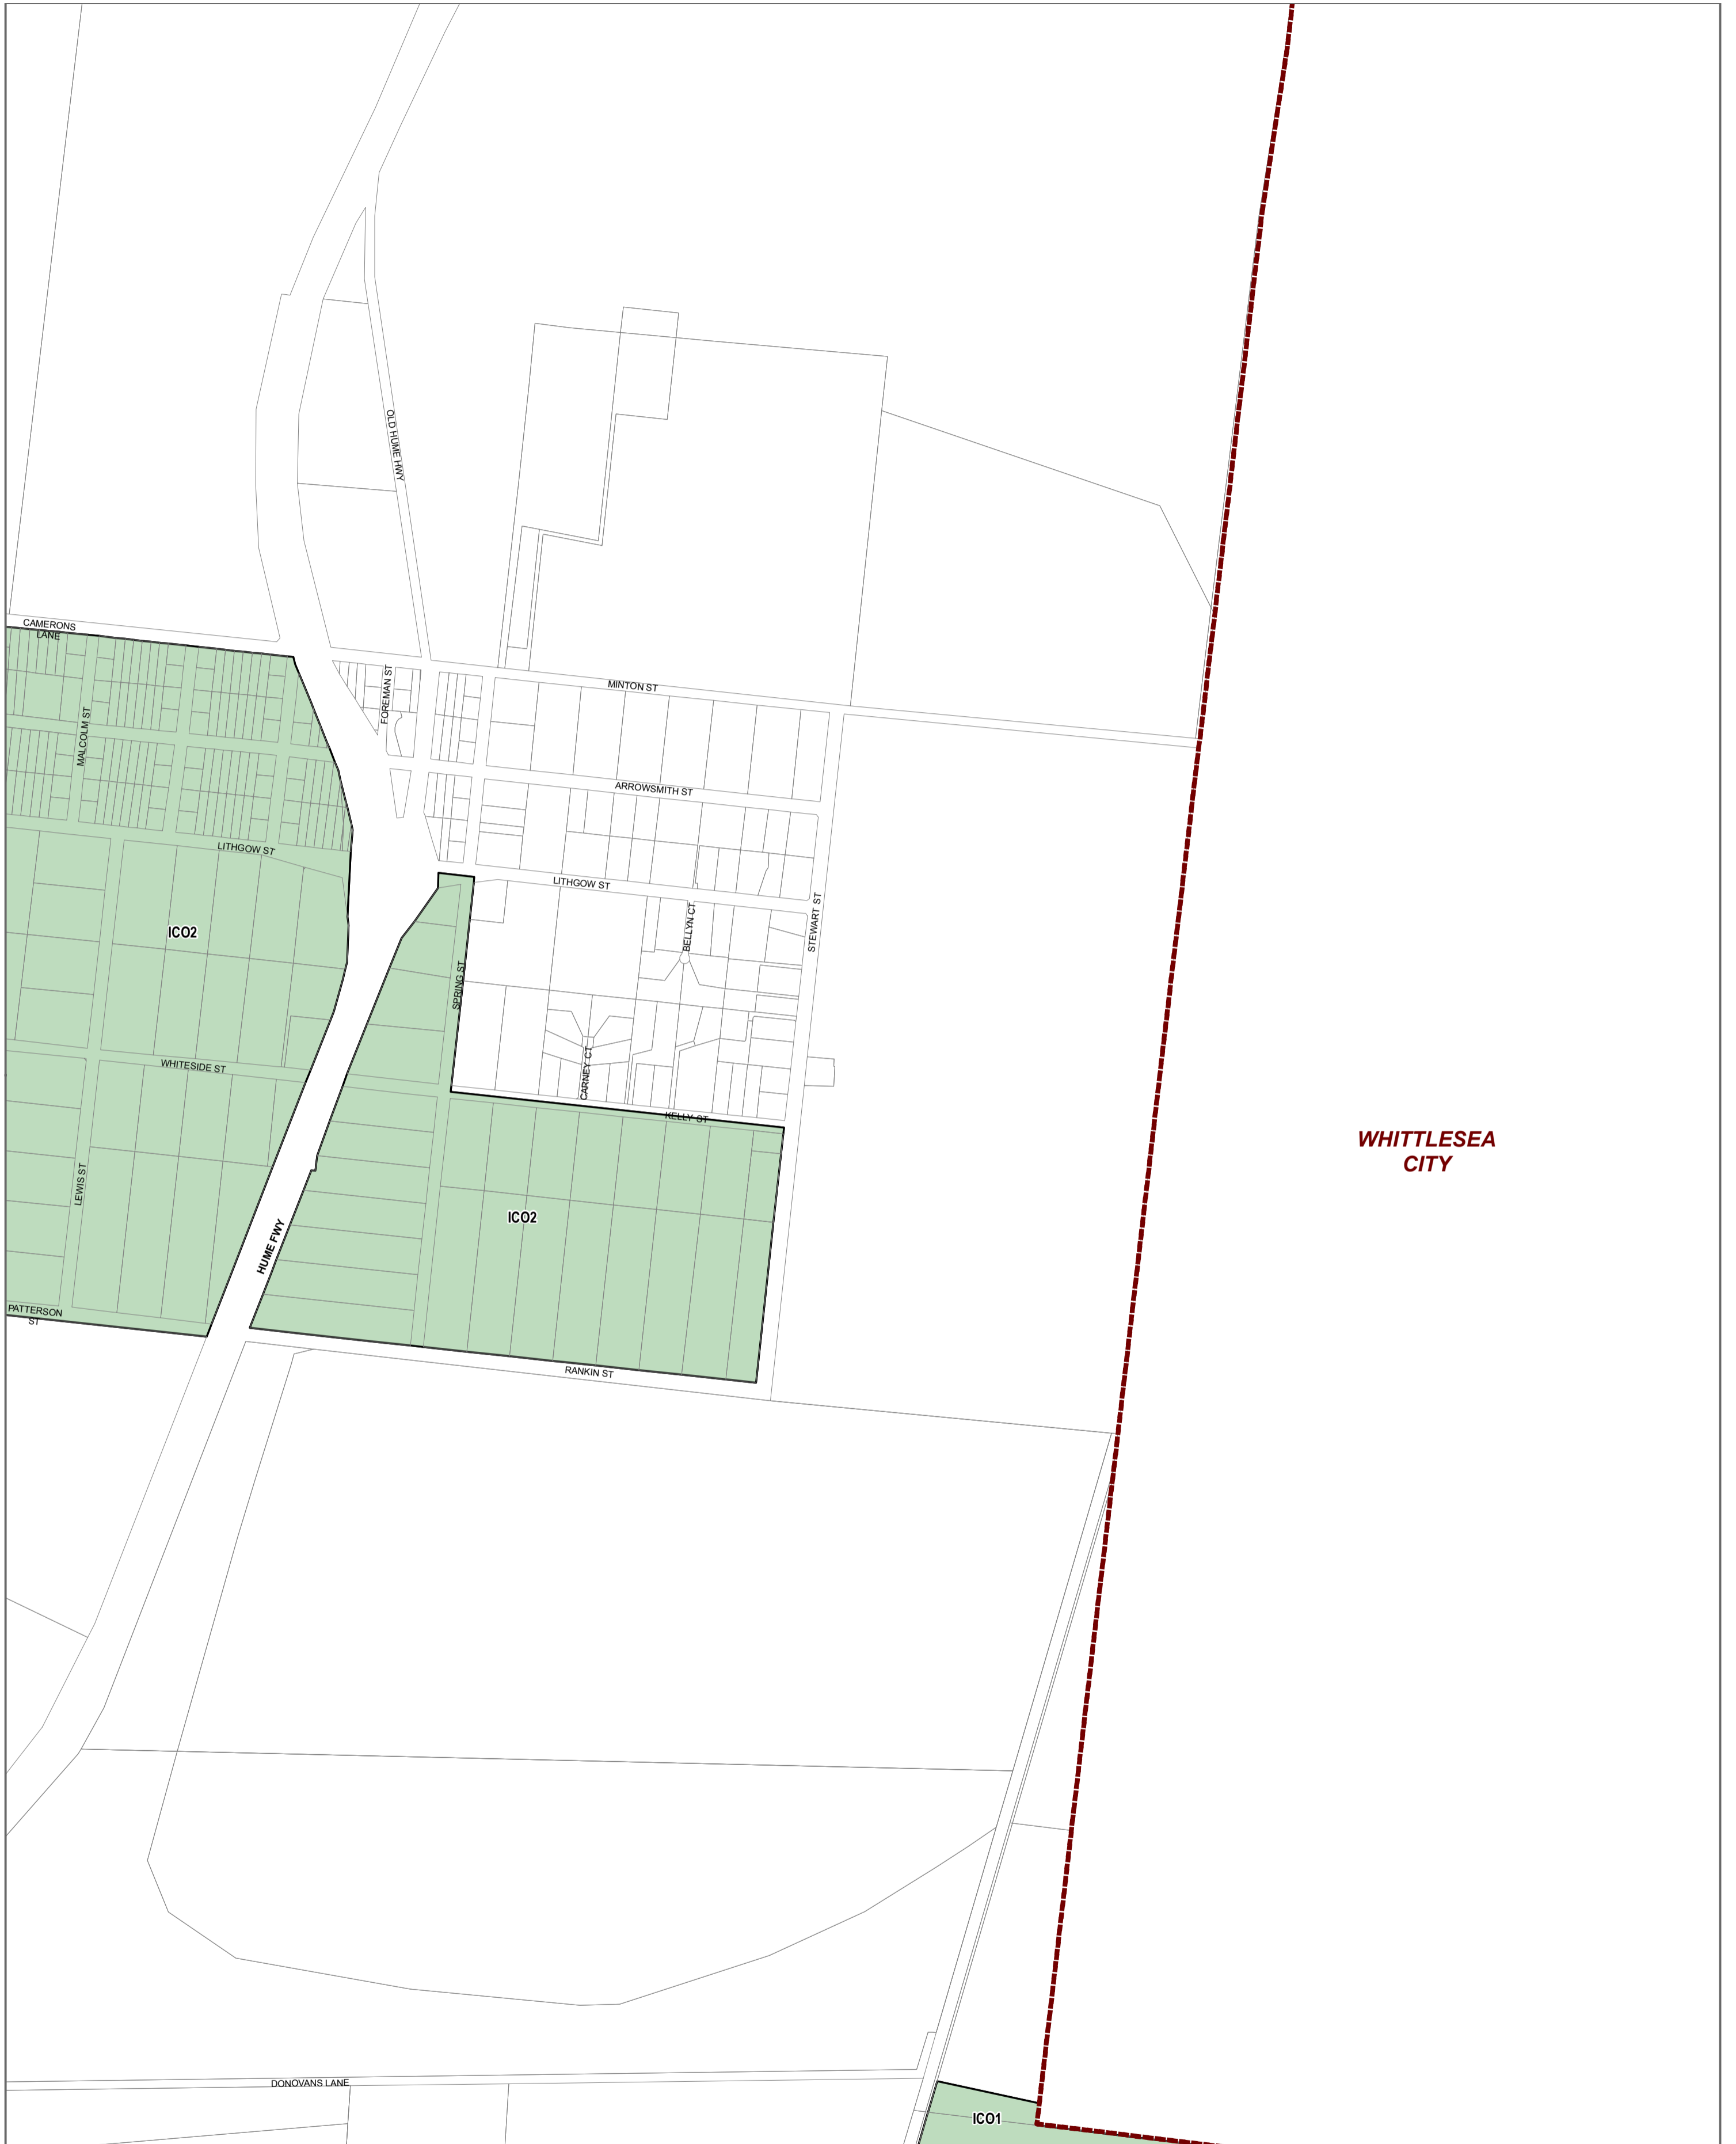 OLD HUME HWY
CAMERONS
LANE
FOREMAN ST
MINTON ST
MALCOLM ST
ARROWSMITH ST
LITHGOW ST
LITHGOW ST
BELLYN CT
STEWART ST
ICO2
SPRING ST
WHITESIDE ST
CARNEY CT
KELLY ST
WHITTLESEA
CITY
LEWIS ST
ICO2
HUME FWY
PATTERSON
ST
RANKIN ST
DONOVANS LANE
ICO1